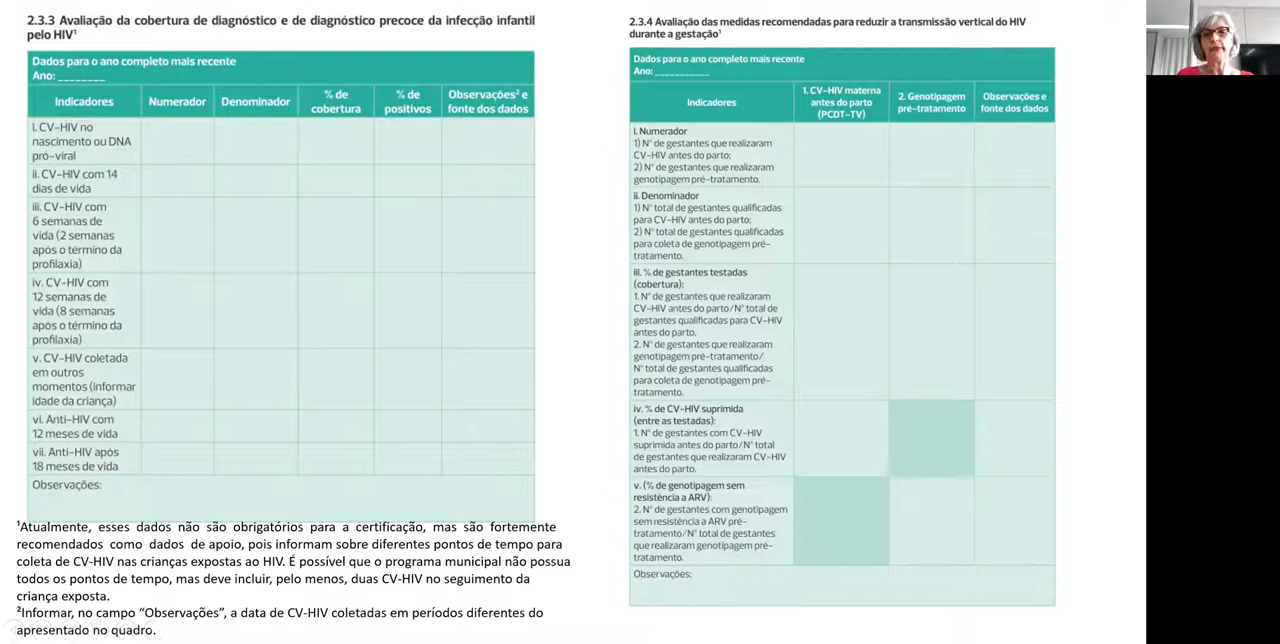 2.3.3 Avaliação da cobertura de diagnóstico e de diagnóstico precoce da infecção infantil
pelo HIV¹
Dados para o ano completo mais recente
Ano: ________
Indicadores
Numerador
Denominador
% de
cobertura
% de
positivos
Observações² e
fonte dos dados
i. CV-HIV no
nascimento ou DNA
pró-viral
ii. CV-HIV com 14
dias de vida
iii. CV-HIV com
6 semanas de
vida (2 semanas
após o término da
profilaxia)
iv. CV-HIV com
12 semanas de
vida (8 semanas
após o término da
profilaxia)
v. CV-HIV coletada
em outros
momentos (informar
idade da criança)
vi. Anti-HIV com
12 meses de vida
vii. Anti-HIV após
18 meses de vida
Observações:
¹Atualmente, esses dados não são obrigatórios para a certificação, mas são fortemente
recomendados como dados de apoio, pois informam sobre diferentes pontos de tempo para
coleta de CV-HIV nas crianças expostas ao HIV. É possível que o programa municipal não possua
todos os pontos de tempo, mas deve incluir, pelo menos, duas CV-HIV no seguimento da
criança exposta.
²Informar, no campo “Observações”, a data de CV-HIV coletadas em períodos diferentes do
apresentado no quadro.
2.3.4 Avaliação das medidas recomendadas para reduzir a transmissão vertical do HIV
durante a gestação¹
Dados para o ano completo mais recente
Ano: ___________
Indicadores
1. CV-HIV materna
antes do parto
(PCDT-TV)
2. Genotipagem
pré-tratamento
Observações e
fonte dos dados
i. Numerador
1) N° de gestantes que realizaram
CV-HIV antes do parto;
2) N° de gestantes que realizaram
genotipagem pré-tratamento.
ii. Denominador
1) N° total de gestantes qualificadas
para CV-HIV antes do parto;
2) N° total de gestantes qualificadas
para coleta de genotipagem pré-
tratamento.
iii. % de gestantes testadas
(cobertura):
1. N° de gestantes que realizaram
CV-HIV antes do parto/N° total de
gestantes qualificadas para CV-HIV
antes do parto.
2. N° de gestantes que realizaram
genotipagem pré-tratamento/
N° total de gestantes qualificadas
para coleta de genotipagem pré-
tratamento.
iv. % de CV-HIV suprimida
(entre as testadas):
1. N° de gestantes com CV-HIV
suprimida antes do parto/N° total
de gestantes que realizaram CV-HIV
antes do parto.
v. (% de genotipagem sem
resistência a ARV):
2. N° de gestantes com genotipagem
sem resistência a ARV pré-
tratamento/N° total de gestantes
que realizaram genotipagem pré-
tratamento.
Observações: